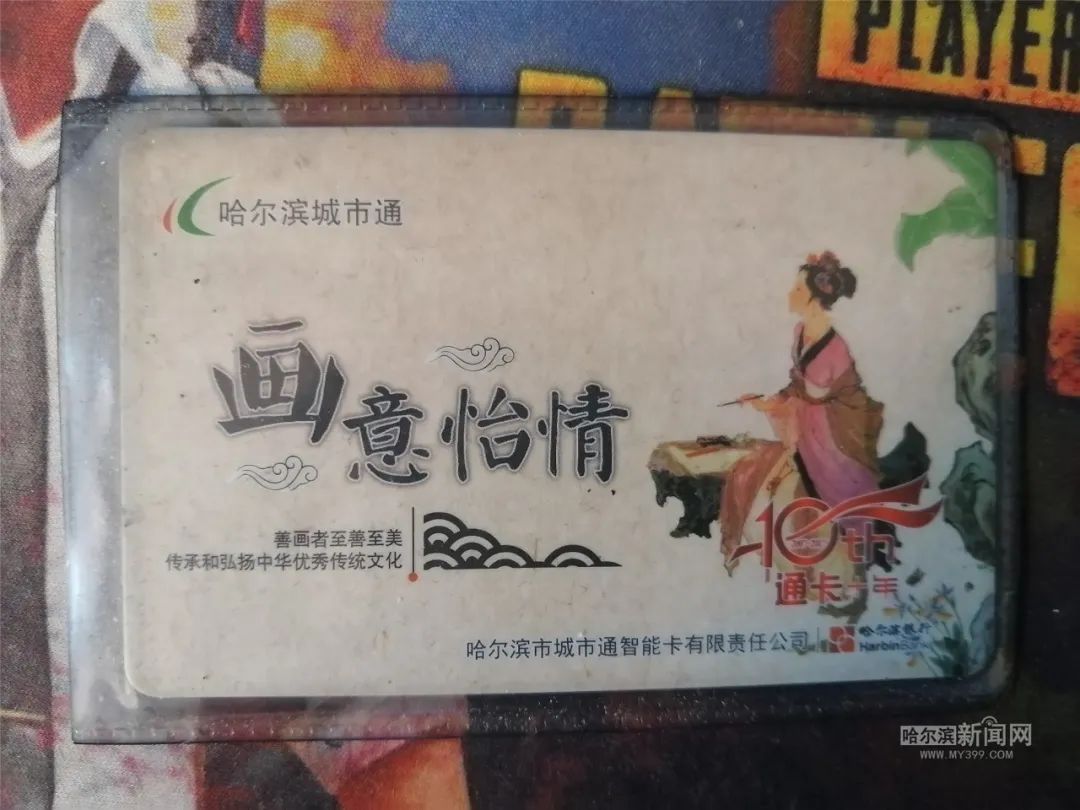 PLAYER
哈尔滨城市通
画意怡情
善画者至善至美
传承和弘扬中华优秀传统文化
10th
通卡十年
哈尔滨市城市通智能卡有限责任公司
哈尔滨银行
Harbin
哈尔滨新闻网
WWW.MY399.COM